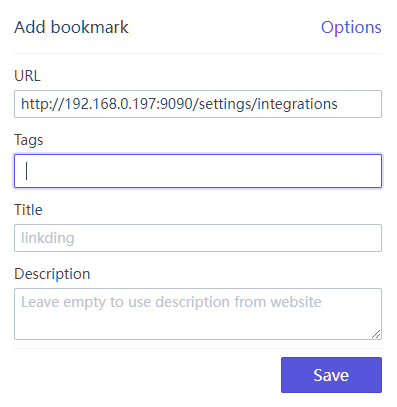 Add bookmark
Options
URL
http://192.168.0.197:9090/settings/integrations
Tags
Title
linkding
Description
Leave empty to use description from website
Save